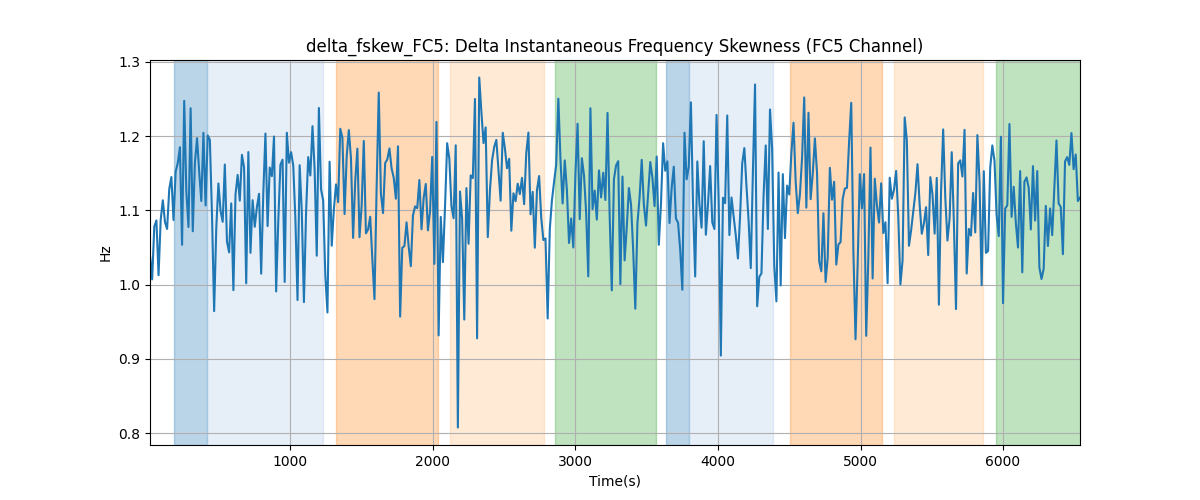 delta_fskew_FC5: Delta Instantaneous Frequency Skewness (FC5 Channel)
1.3
1.2
1.1
1.0
0.9
0.8
Hz
1000 2000 3000 4000 5000 6000
Time(s)